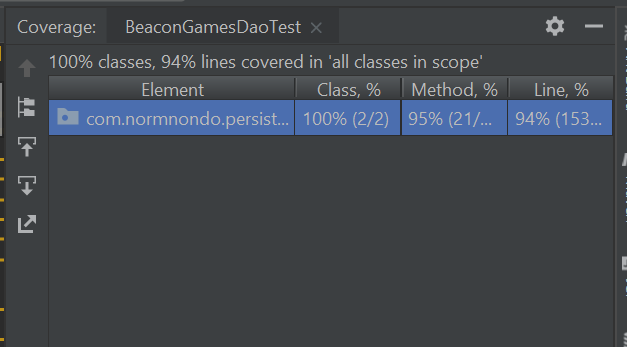 Coverage: BeaconGamesDaoTest
100% classes, 94% lines covered in 'all classes in scope'
Element Class, % Method, % Line, %
com.normnondo.persist... 100% (2/2) 95% (21/... 94% (153...